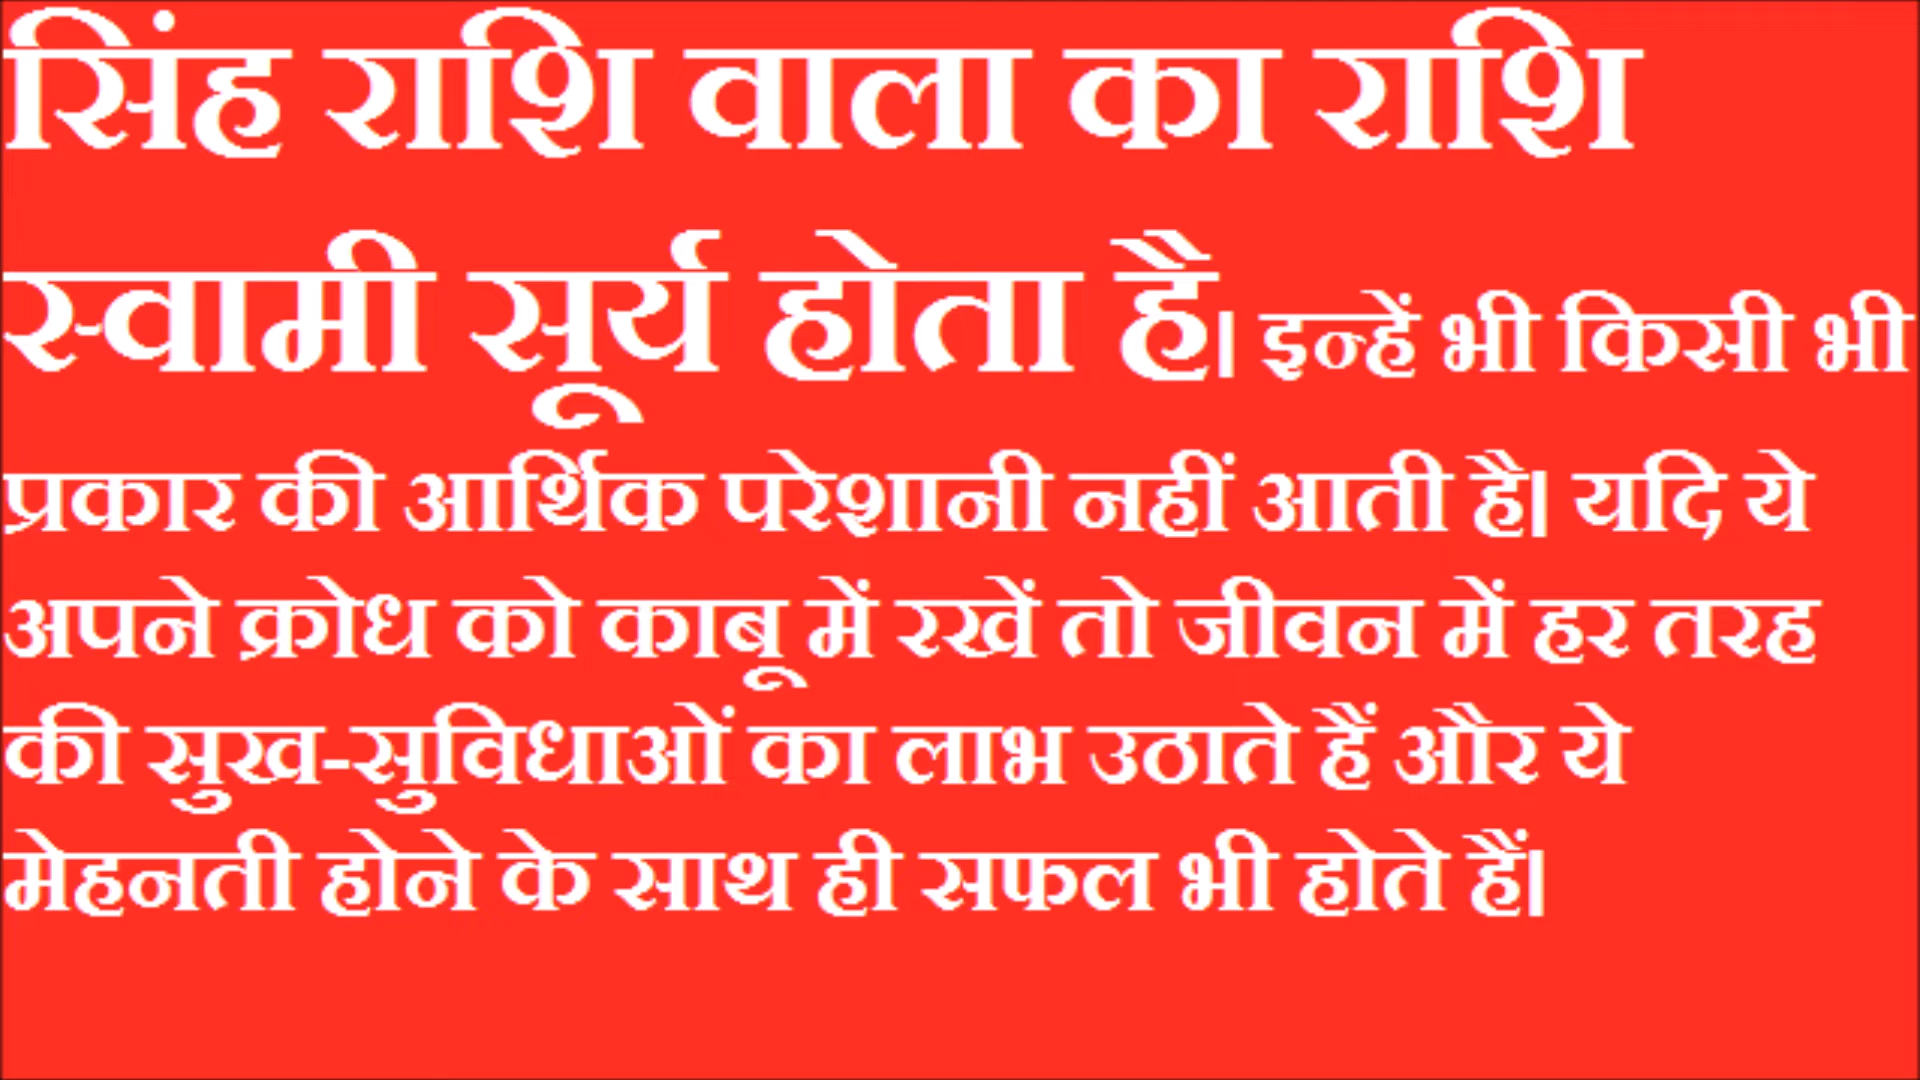 सिंह राशि वाला का राशि
स्वामी सूर्य होता है। इन्हें भी किसी भी
प्रकार की आर्थिक परेशानी नहीं आती है। यदि ये
अपने क्रोध को काबू में रखें तो जीवन में हर तरह
की सुख-सुविधाओं का लाभ उठाते हैं और ये
मेहनती होने के साथ ही सफल भी होते हैं।